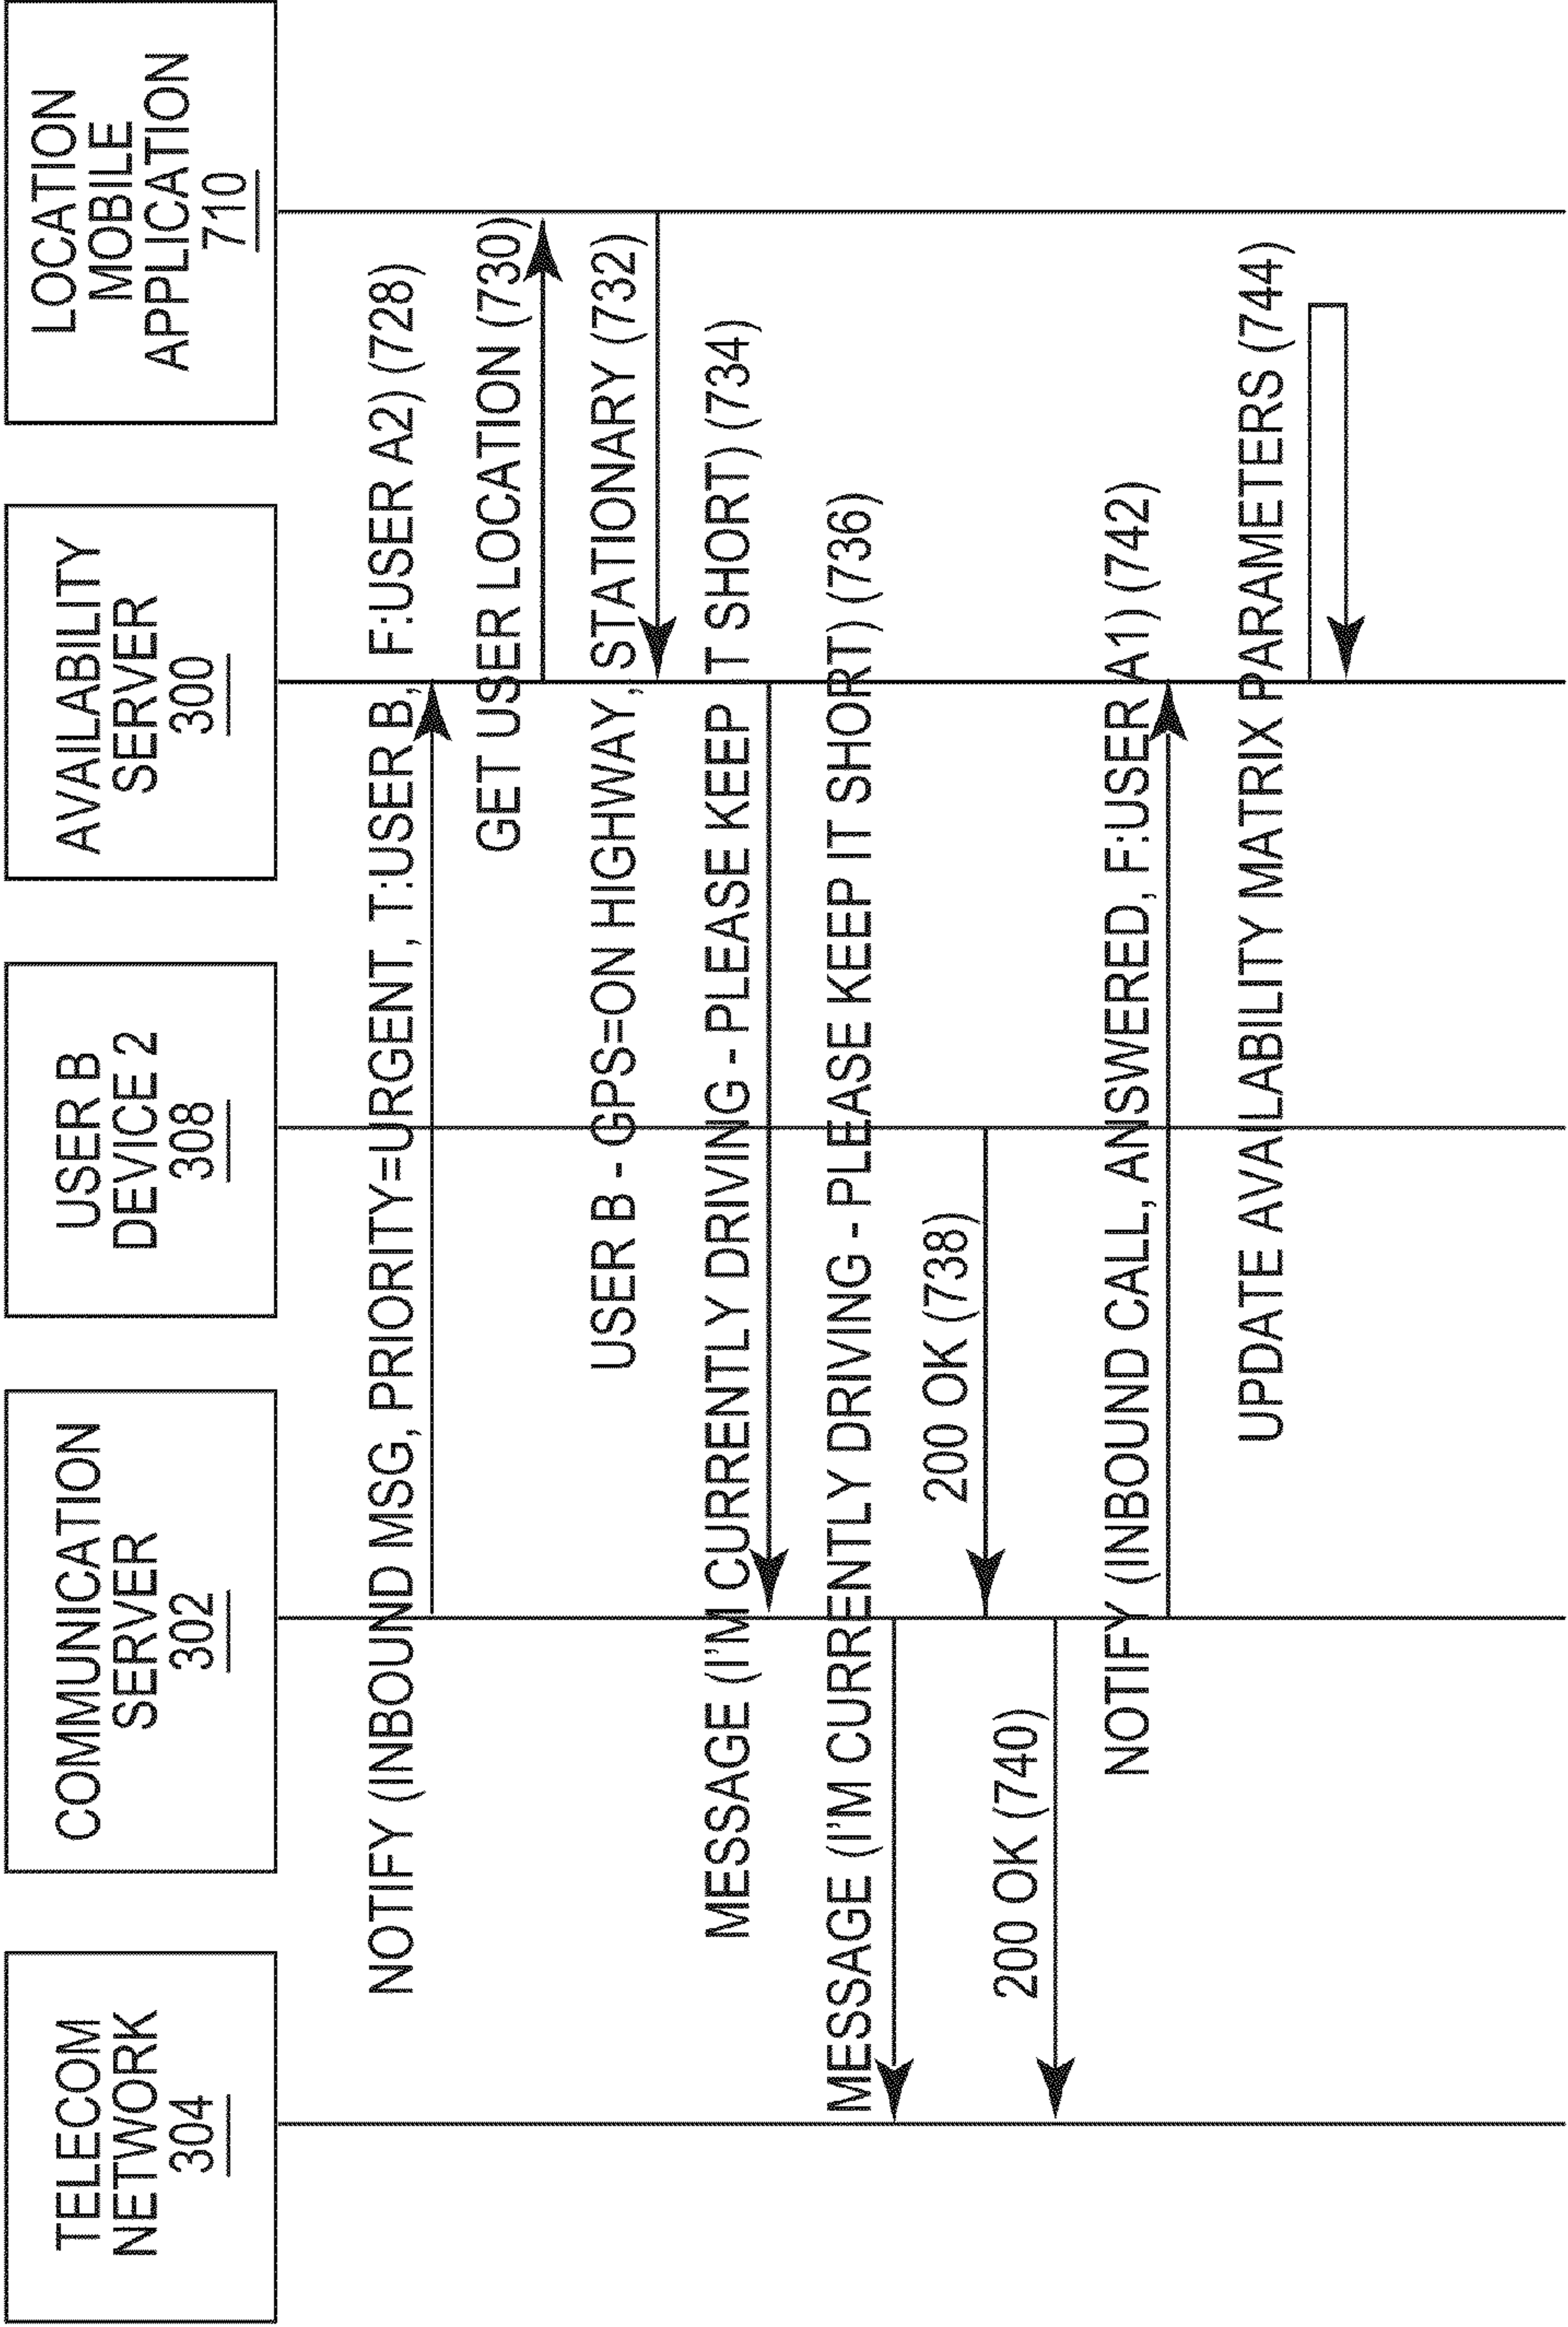 TELECOM
NETWORK
304
COMMUNICATION
SERVER
302
USER B
DEVICE 2
308
AVAILABILITY
SERVER
300
LOCATION
MOBILE
APPLICATION
710
NOTIFY (INBOUND MSG, PRIORITY=URGENT, T:USER B, F:USER A2) (728)
GET USER LOCATION (730)
USER B - GPS=ON HIGHWAY, STATIONARY (732)
MESSAGE (I'M CURRENTLY DRIVING - PLEASE KEEP IT SHORT) (734)
MESSAGE (I'M CURRENTLY DRIVING - PLEASE KEEP IT SHORT) (736)
200 OK (738)
200 OK (740)
NOTIFY (INBOUND CALL, ANSWERED, F:USER A1) (742)
UPDATE AVAILABILITY MATRIX PARAMETERS (744)